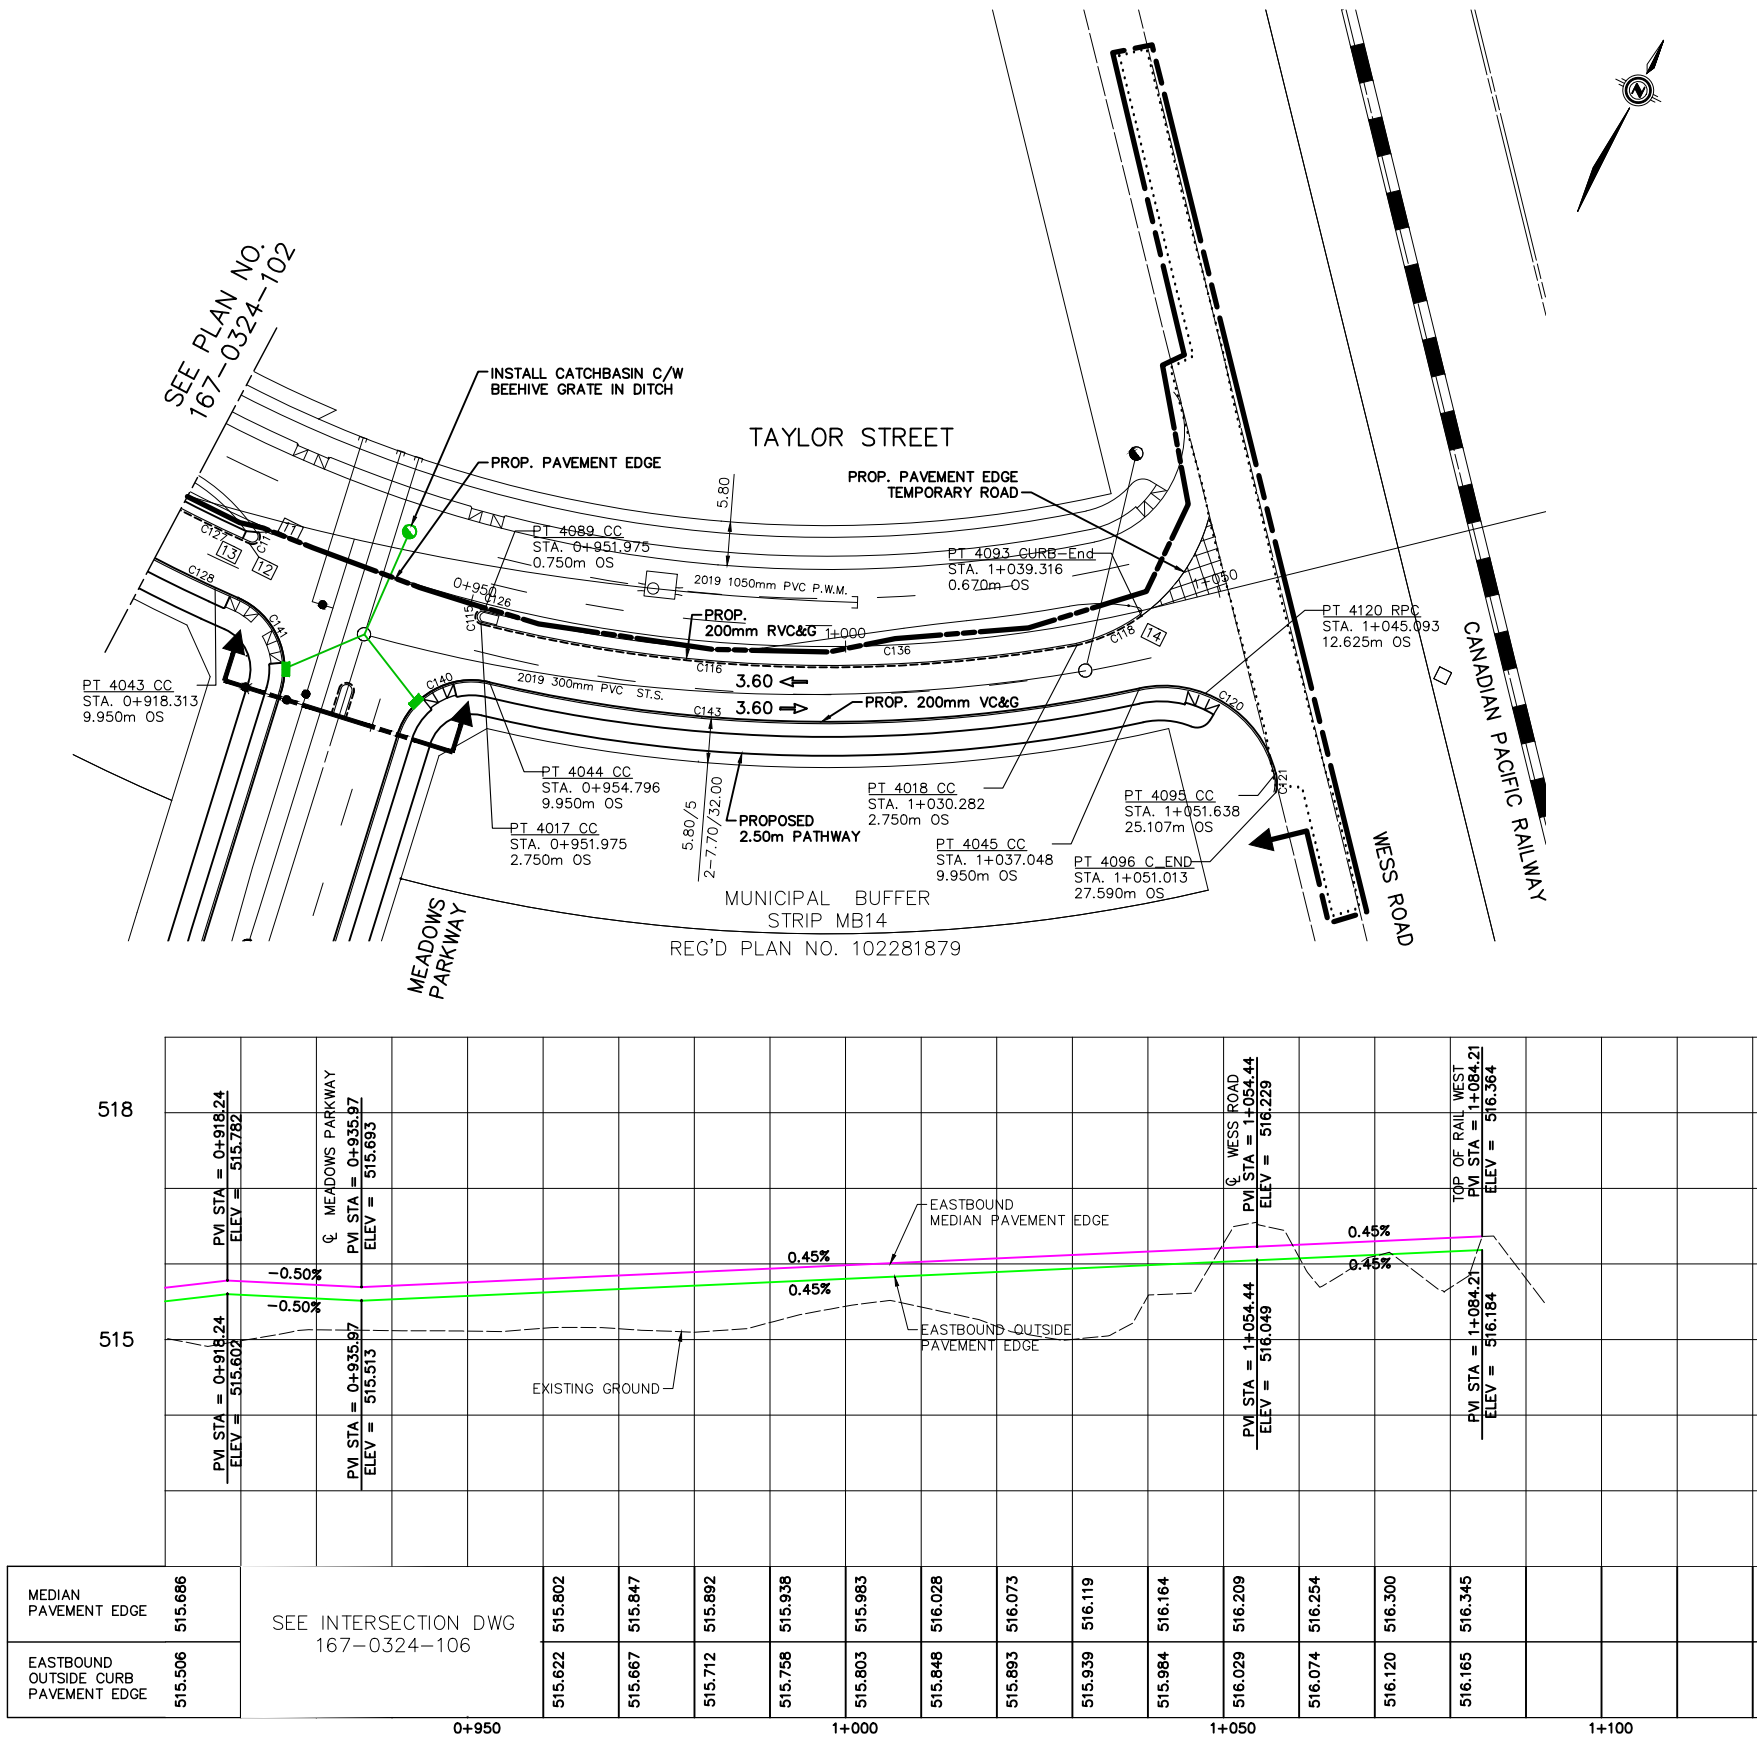 SEE PLAN NO.
167-0324-102
INSTALL CATCHBASIN C/W
BEEHIVE GRATE IN DITCH
PROP. PAVEMENT EDGE
TAYLOR STREET
5.80
PROP. PAVEMENT EDGE
TEMPORARY ROAD
N
11
C127
C117
13
12
C128
C141
PT 4089 CC
STA. 0+951.975
0.750m OS
0+950
C126
C115
2019 1050mm PVC P.W.M.
PT 4093 CURB-End
STA. 1+039.316
0.670m OS
1+050
PROP.
200mm RVC&G
1+000
C136
C118
14
C116
PT 4120 RPC
STA. 1+045.093
12.625m OS
CANADIAN PACIFIC RAILWAY
PT 4043 CC
STA. 0+918.313
9.950m OS
C140
2019 300mm PVC ST.S.
3.60
3.60
C143
PROP. 200mm VC&G
C120
C121
PT 4044 CC
STA. 0+954.796
9.950m OS
PT 4017 CC
STA. 0+951.975
2.750m OS
5.80/5
2-7.70/32.00
PROPOSED
2.50m PATHWAY
PT 4018 CC
STA. 1+030.282
2.750m OS
PT 4045 CC
STA. 1+037.048
9.950m OS
PT 4095 CC
STA. 1+051.638
25.107m OS
PT 4096 C_END
STA. 1+051.013
27.590m OS
WESS ROAD
MEADOWS
PARKWAY
MUNICIPAL BUFFER
STRIP MB14
REG'D PLAN NO. 102281879
518
515
PVI STA = 0+918.24
ELEV = 515.782
℄ MEADOWS PARKWAY
PVI STA = 0+935.97
ELEV = 515.693
℄ WESS ROAD
PVI STA = 1+054.44
ELEV = 516.229
TOP OF RAIL WEST
PVI STA = 1+084.21
ELEV = 516.364
EASTBOUND
MEDIAN PAVEMENT EDGE
-0.50%
0.45%
0.45%
-0.50%
0.45%
0.45%
EASTBOUND OUTSIDE
PAVEMENT EDGE
EXISTING GROUND
PVI STA = 0+918.24
ELEV = 515.602
PVI STA = 0+935.97
ELEV = 515.513
PVI STA = 1+054.44
ELEV = 516.049
PVI STA = 1+084.21
ELEV = 516.184
MEDIAN
PAVEMENT EDGE
515.686
SEE INTERSECTION DWG
167-0324-106
515.802
515.847
515.892
515.938
515.983
516.028
516.073
516.119
516.164
516.209
516.254
516.300
516.345
EASTBOUND
OUTSIDE CURB
PAVEMENT EDGE
515.506
515.622
515.667
515.712
515.758
515.803
515.848
515.893
515.939
515.984
516.029
516.074
516.120
516.165
0+950
1+000
1+050
1+100